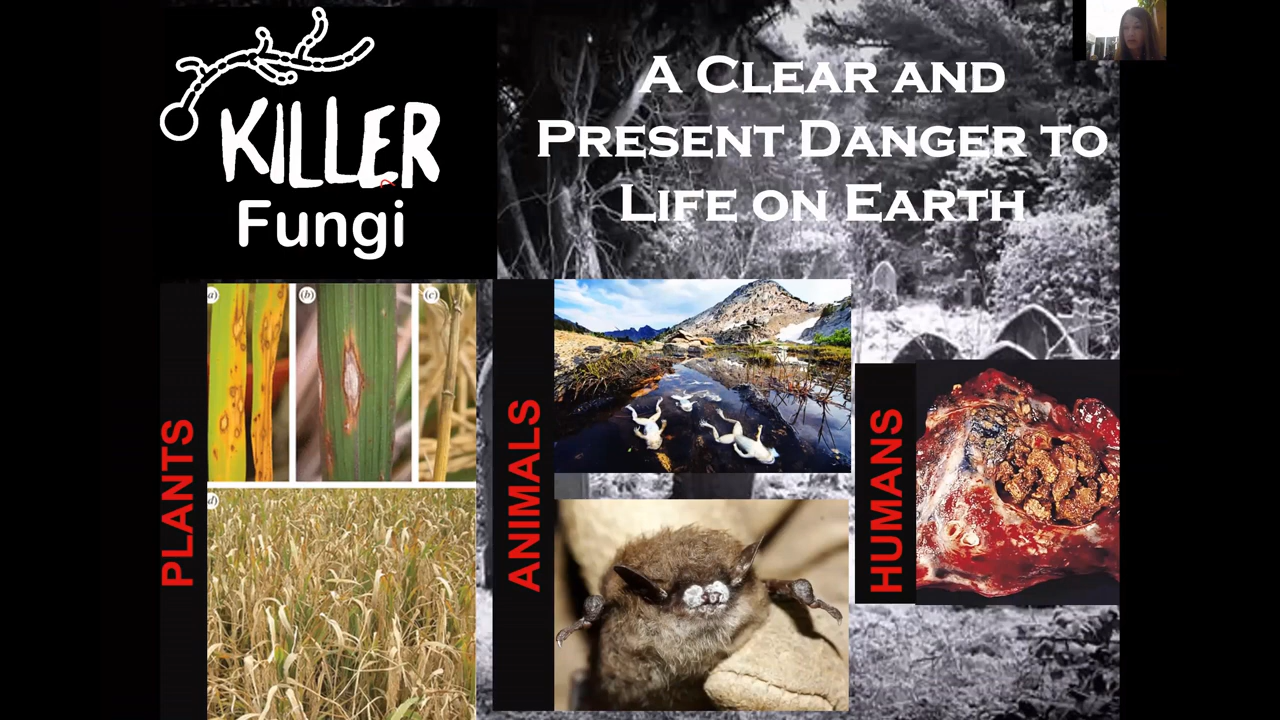 KILLER
Fungi
A CLEAR AND
PRESENT DANGER TO
LIFE ON EARTH
PLANTS
a)
(b)
(c)
d)
ANIMALS
HUMANS